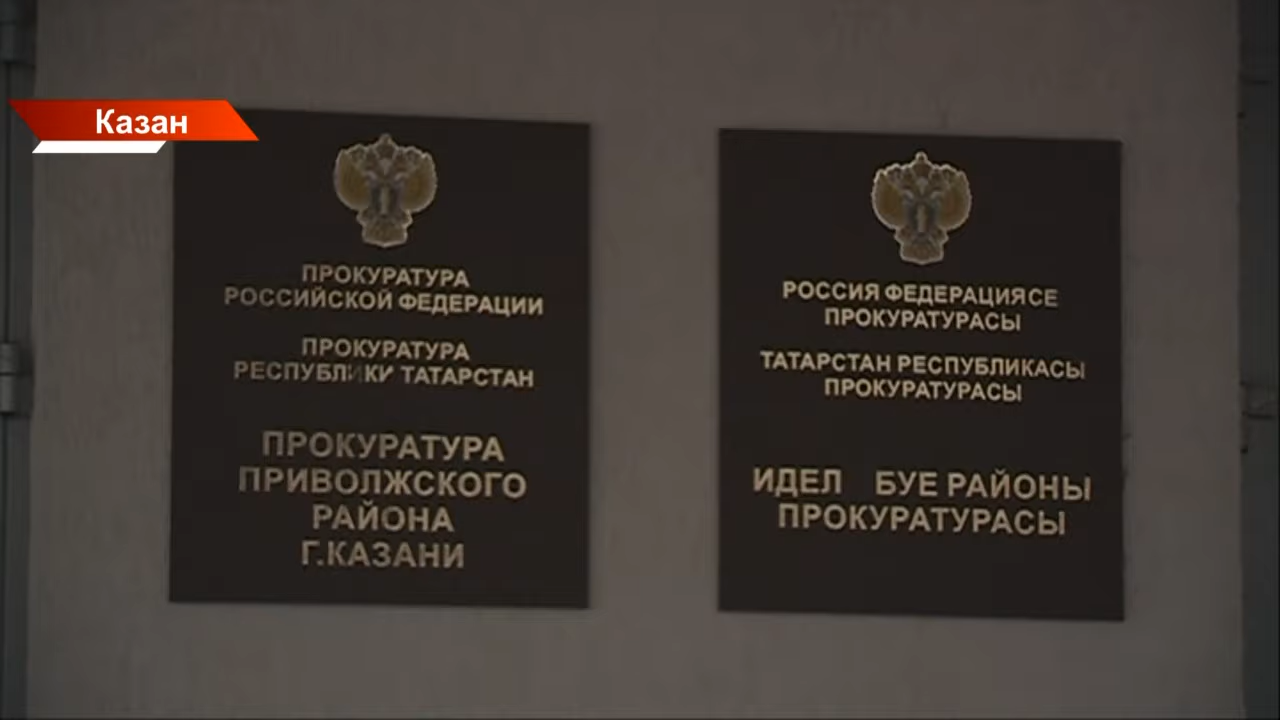 Казан
ПРОКУРАТУРА
РОССИЙСКОЙ ФЕДЕРАЦИИ
ПРОКУРАТУРА
РЕСПУБЛИКИ ТАТАРСТАН
ПРОКУРАТУРА
ПРИВОЛЖСКОГО
РАЙОНА
Г.КАЗАНИ
РОССИЯ ФЕДЕРАЦИЯСЕ
ПРОКУРАТУРАСЫ
ТАТАРСТАН РЕСПУБЛИКАСЫ
ПРОКУРАТУРАСЫ
ИДЕЛ БУЕ РАЙОНЫ
ПРОКУРАТУРАСЫ